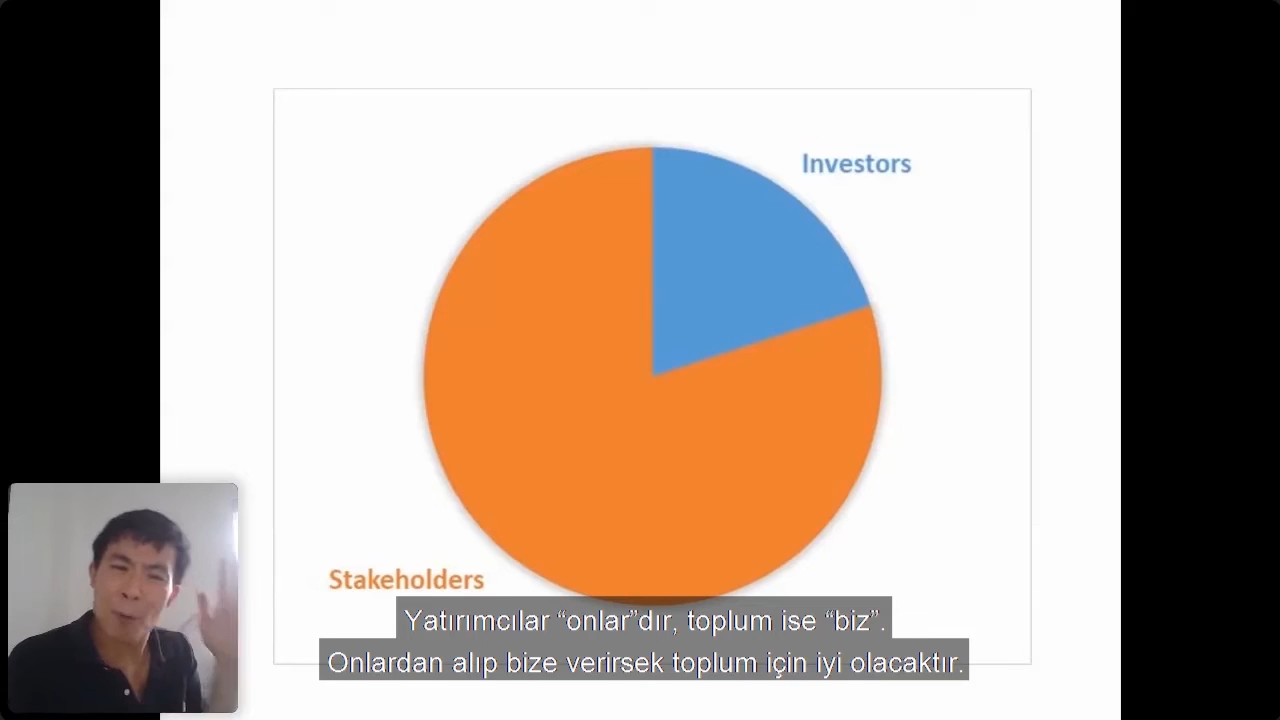 Investors
Stakeholders
Yatırımcılar “onlar”dır, toplum ise “biz”.
Onlardan alıp bize verirsek toplum için iyi olacaktır.